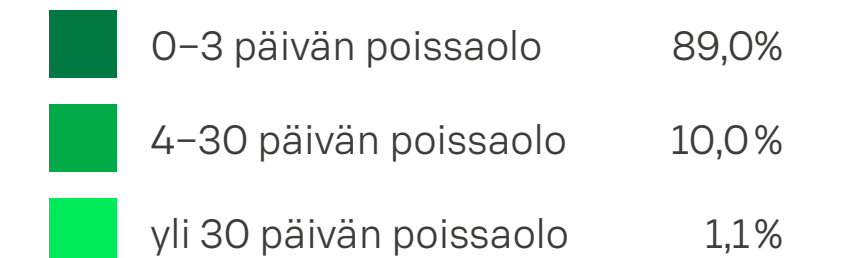 0–3 päivän poissaolo 89,0%
4–30 päivän poissaolo 10,0%
yli 30 päivän poissaolo 1,1%